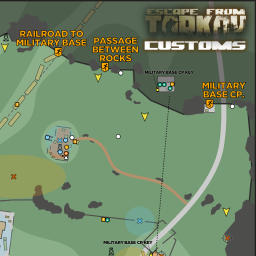 ESCAPE FROM
TARKOV
CUSTOMS
RAILROAD TO
MILITARY BASE
PASSAGE
BETWEEN
ROCKS
MILITARY BASE CP KEY
MILITARY
BASE CP.
MILITARY BASE CP KEY